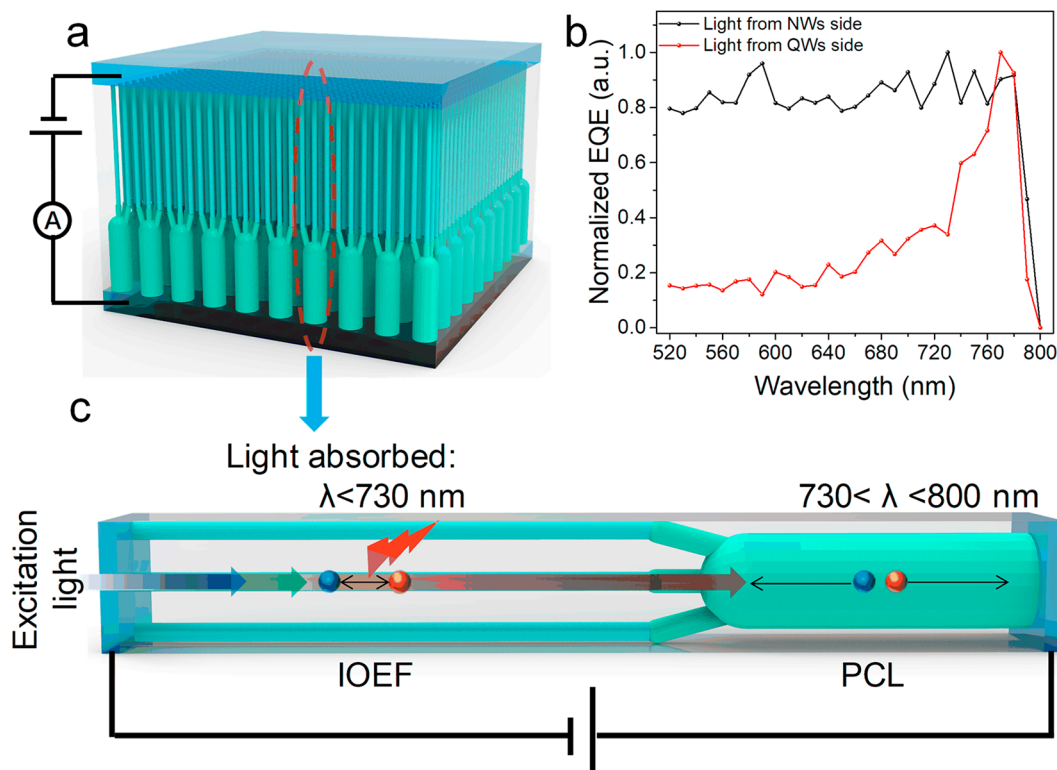 a
A
b
Light from NWs side
Light from QWs side
Normalized EQE (a.u.)
1.0
0.8
0.6
0.4
0.2
0.0
520 560 600 640 680 720 760 800
Wavelength (nm)
c
Light absorbed:
λ<730 nm
730< λ <800 nm
Excitation
light
IOEF
PCL